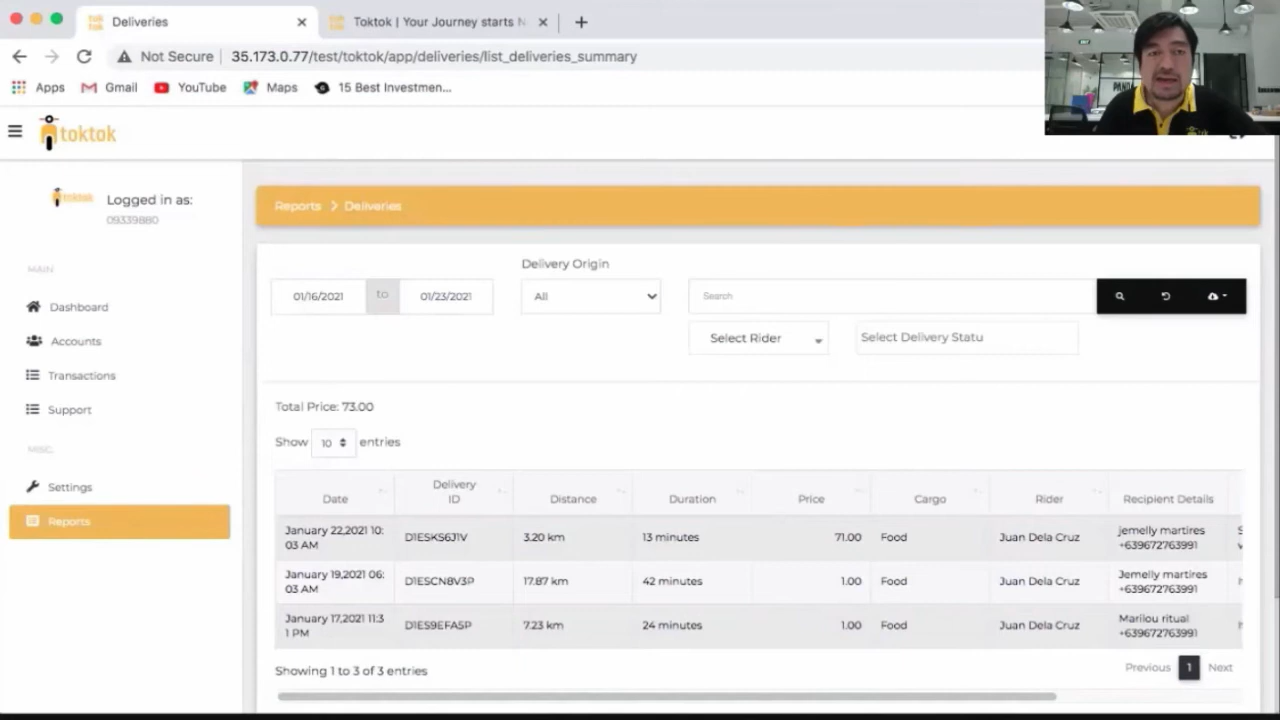 Deliveries
Toktok | Your Journey starts N
Not Secure
35.173.0.77/test/toktok/app/deliveries/list_deliveries_summary
Apps
Gmail
YouTube
Maps
15 Best Investmen...
toktok
Logged in as:
09339880
MAIN
Dashboard
Accounts
Transactions
Support
MISC.
Settings
Reports
Reports > Deliveries
Delivery Origin
01/16/2021 to 01/23/2021
All
Search
Select Rider
Select Delivery Statu
Total Price: 73.00
Show 10 entries
Date Delivery ID Distance Duration Price Cargo Rider Recipient Details
January 22,2021 10: D1ESKS6J1V 3.20 km 13 minutes 71.00 Food Juan Dela Cruz jemelly martires
03 AM +639672763991
January 19,2021 06: D1ESCN8V3P 17.87 km 42 minutes 1.00 Food Juan Dela Cruz Jemelly martires
03 AM +639672763991
January 17,2021 11:3 D1ES9EFASP 7.23 km 24 minutes 1.00 Food Juan Dela Cruz Marilou ritual
1 PM +639672763991
Showing 1 to 3 of 3 entries
Previous 1 Next